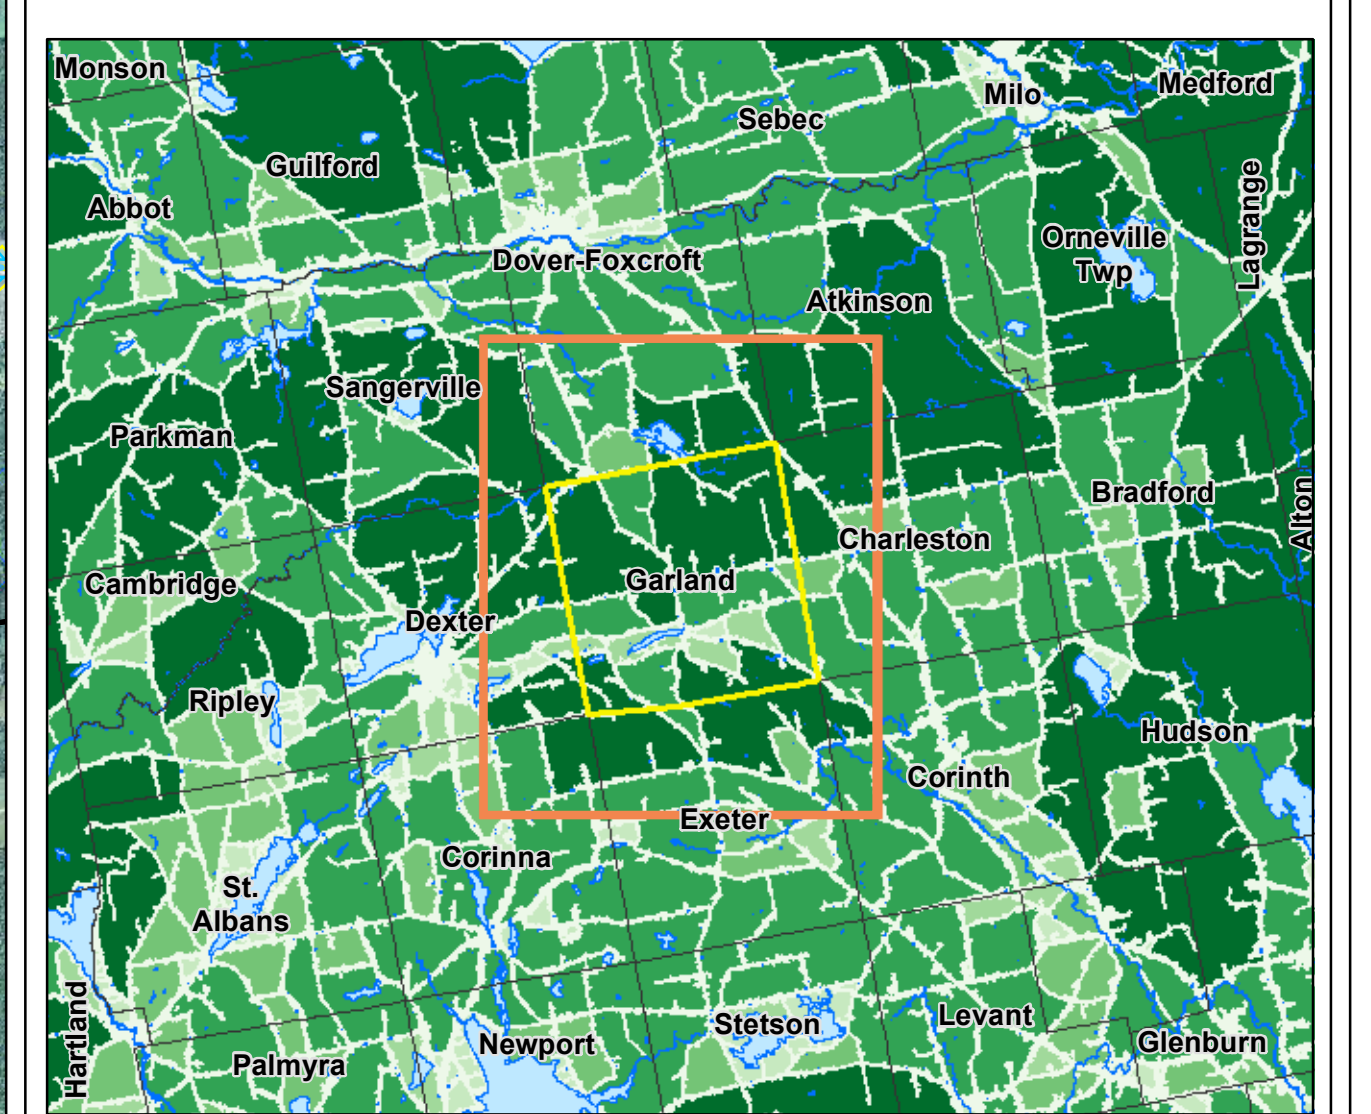 Monson
Medford
Milo
Sebec
Guilford
Abbot
Lagrange
Orneville
Twp
Dover-Foxcroft
Atkinson
Sangerville
Parkman
Bradford
Alton
Charleston
Garland
Cambridge
Dexter
Ripley
Hudson
Corinth
Exeter
Corinna
St.
Albans
Hartland
Stetson
Levant
Newport
Glenburn
Palmyra